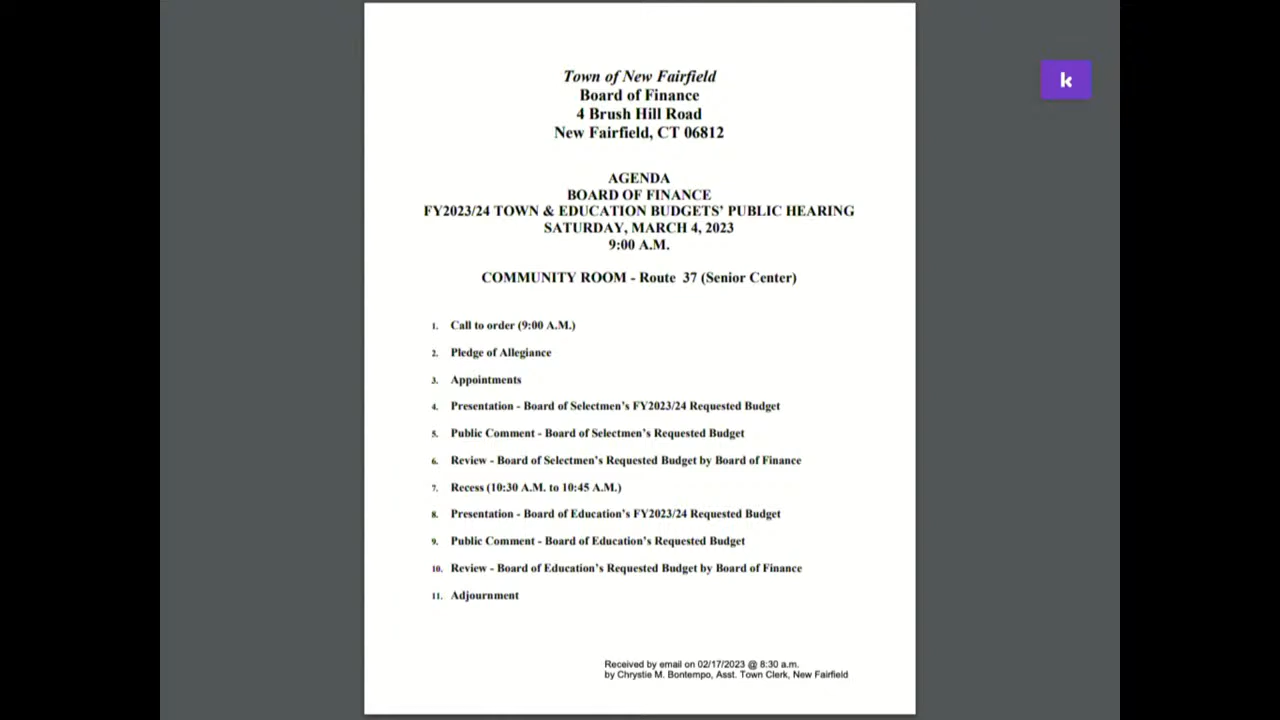 Town of New Fairfield
Board of Finance
4 Brush Hill Road
New Fairfield, CT 06812
k
AGENDA
BOARD OF FINANCE
FY2023/24 TOWN & EDUCATION BUDGETS' PUBLIC HEARING
SATURDAY, MARCH 4, 2023
9:00 A.M.
COMMUNITY ROOM - Route 37 (Senior Center)
1. Call to order (9:00 A.M.)
2. Pledge of Allegiance
3. Appointments
4. Presentation - Board of Selectmen's FY2023/24 Requested Budget
5. Public Comment - Board of Selectmen's Requested Budget
6. Review - Board of Selectmen's Requested Budget by Board of Finance
7. Recess (10:30 A.M. to 10:45 A.M.)
8. Presentation - Board of Education's FY2023/24 Requested Budget
9. Public Comment - Board of Education's Requested Budget
10. Review - Board of Education's Requested Budget by Board of Finance
11. Adjournment
Received by email on 02/17/2023 @ 8:30 a.m.
by Chrystie M. Bontempo, Asst. Town Clerk, New Fairfield